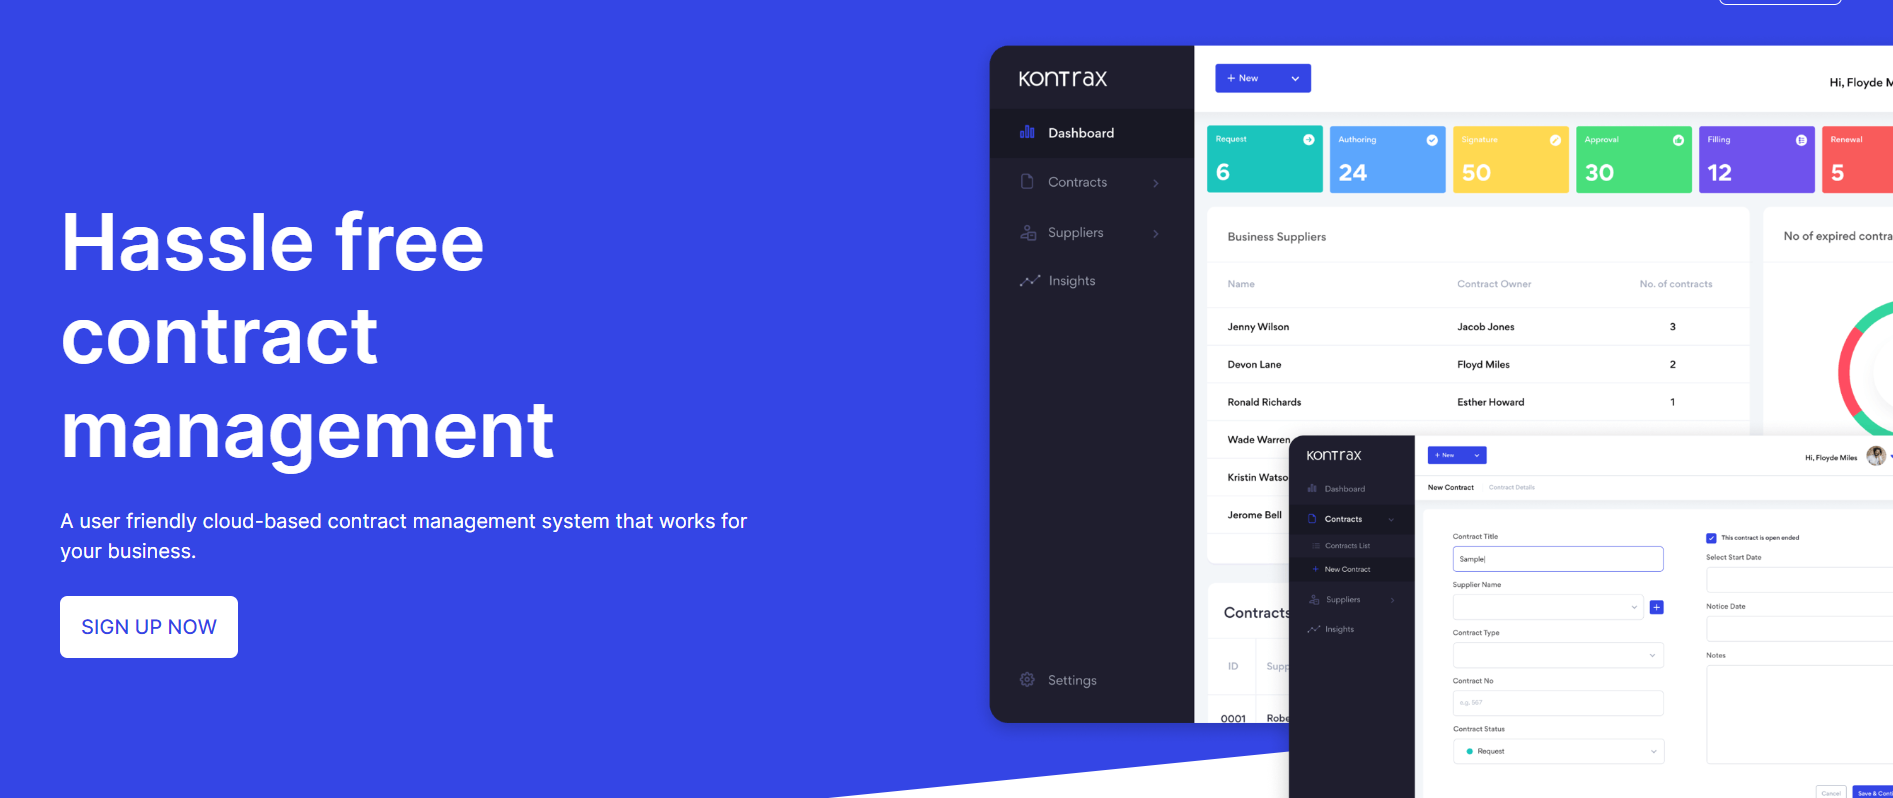 Hassle free
contract
management
A user friendly cloud-based contract management system that works for
your business.
SIGN UP NOW
KONTRAX
Dashboard
Contracts
Suppliers
Insights
Settings
+ New
Hi, Floyde M
Request
6
Authoring
24
Signature
50
Approval
30
Filling
12
Renewal
5
Business Suppliers
Name Contract Owner No. of contracts
Jenny Wilson Jacob Jones 3
Devon Lane Floyd Miles 2
Ronald Richards Esther Howard 1
Wade Warren
Kristin Watso
Jerome Bell
No of expired contra
Contracts
ID Supp
0001 Robe
KONTRAX
Dashboard
Contracts
Contracts List
+ New Contract
Suppliers
Insights
+ New
Hi, Floyde Miles
New Contract Contract Details
Contract Title
Sample
Supplier Name
+
Contract Type
Contract No
e.g. 567
Contract Status
Request
This contract is open ended
Select Start Date
Notice Date
Notes
Cancel
Save & Conti